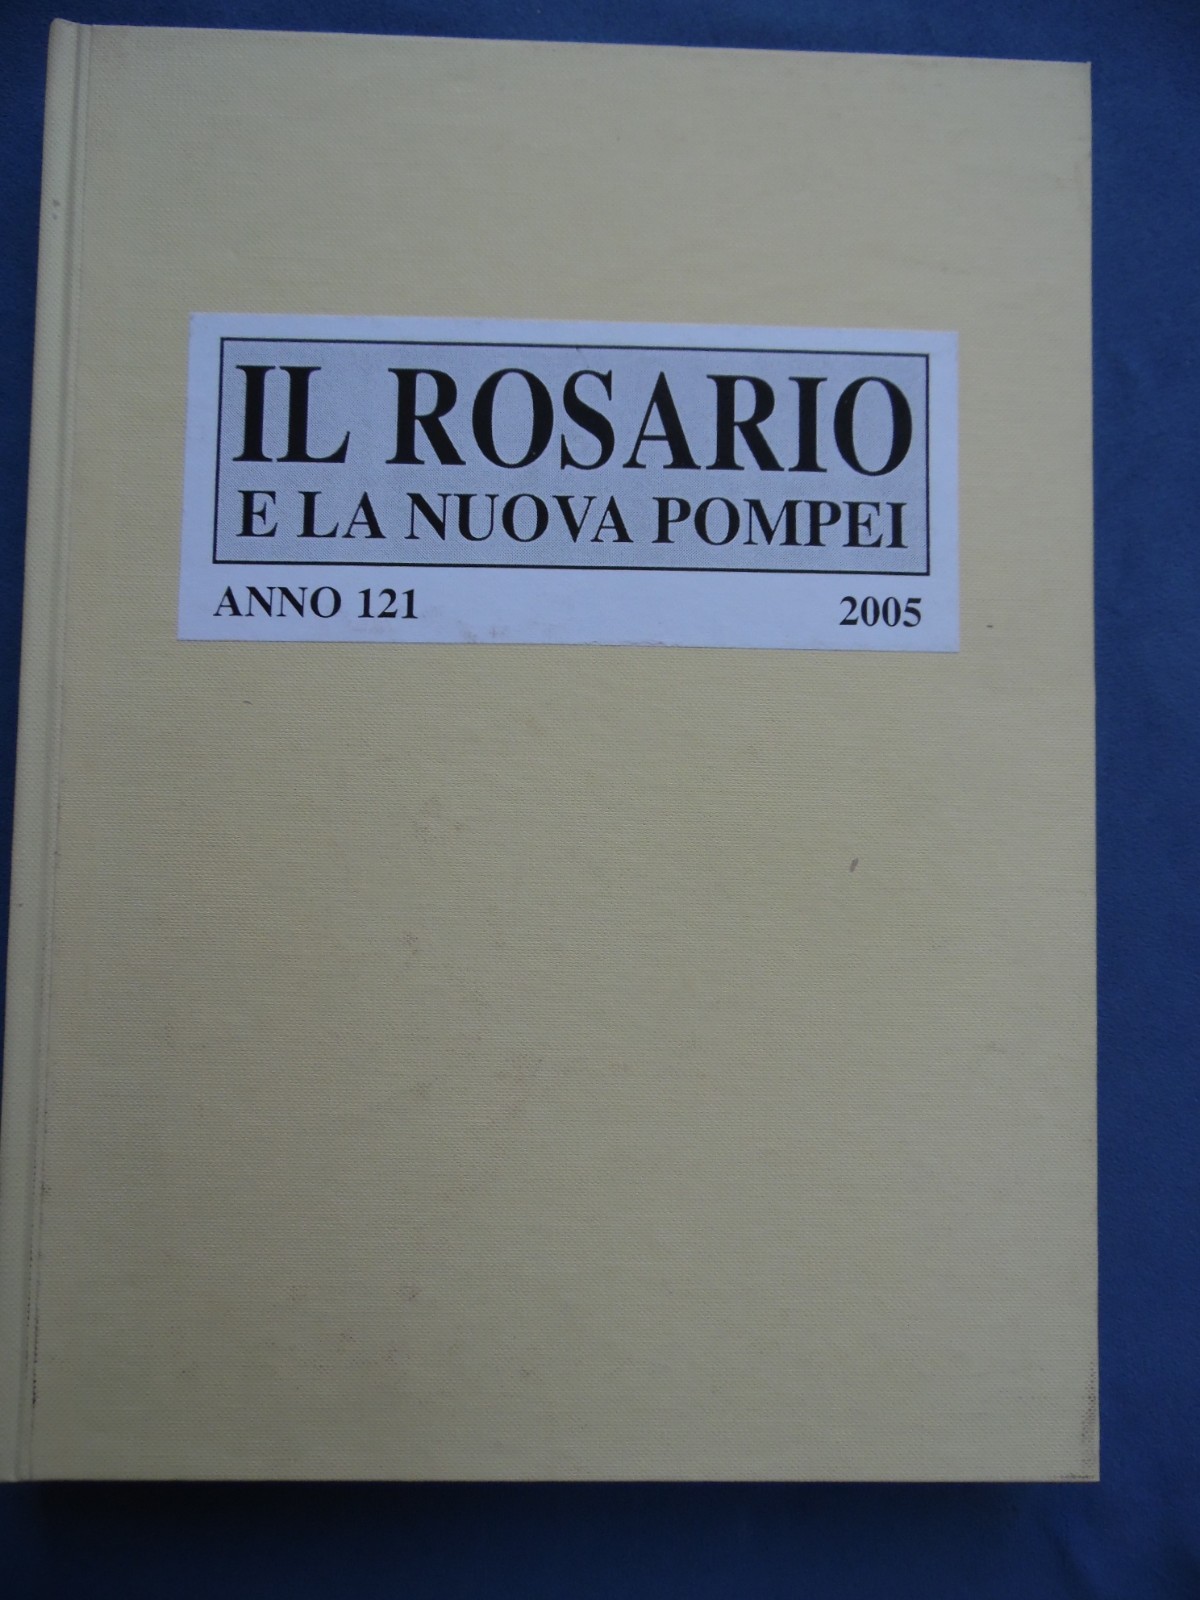 IL ROSARIO
E LA NUOVA POMPEI
ANNO 121 2005